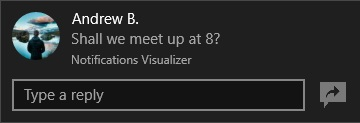 Andrew B.
Shall we meet up at 8?
Notifications Visualizer
Type a reply